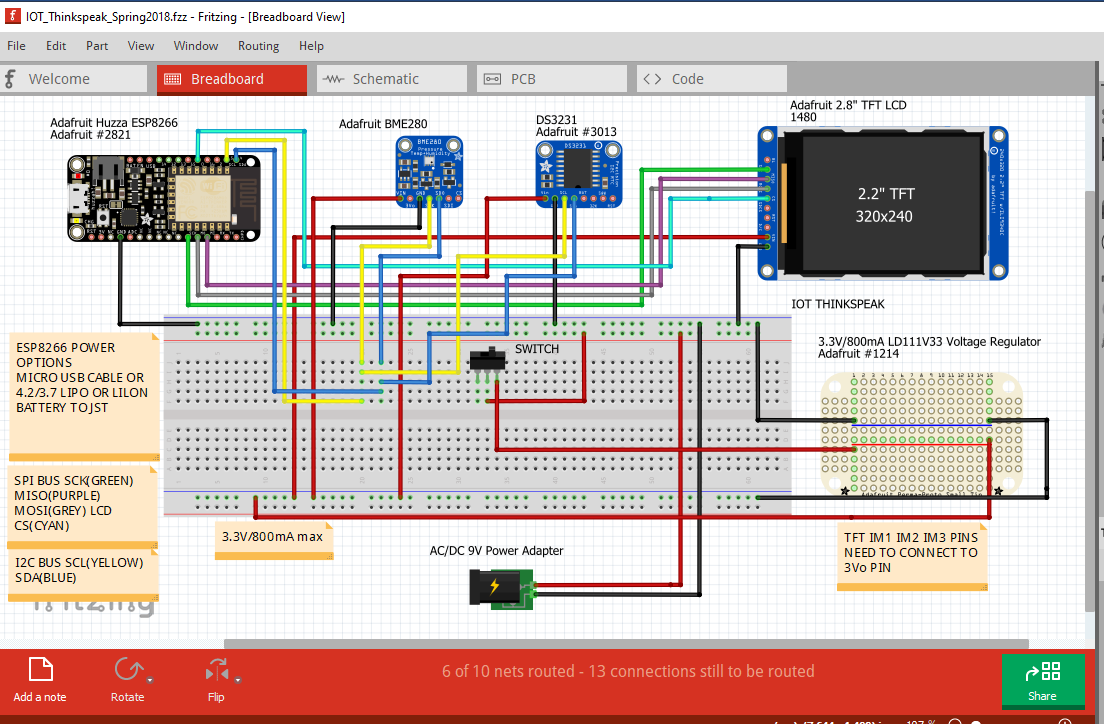 IOT_Thinkspeak_Spring2018.fzz - Fritzing - [Breadboard View]
File Edit Part View Window Routing Help
Welcome Breadboard Schematic PCB Code
Adafruit Huzza ESP8266
Adafruit #2821
Adafruit BME280
DS3231
Adafruit #3013
Adafruit 2.8" TFT LCD
1480
BME280
Pressure
Temp+Humidity
DS3231
2.2" TFT
320x240
IOT THINKSPEAK
3.3V/800mA LD111V33 Voltage Regulator
Adafruit #1214
SWITCH
ESP8266 POWER
OPTIONS
MICRO USB CABLE OR
4.2/3.7 LIPO OR LILON
BATTERY TO JST
SPI BUS SCK(GREEN)
MISO(PURPLE)
MOSI(GREY) LCD
CS(CYAN)
I2C BUS SCL(YELLOW)
SDA(BLUE)
fritzing
3.3V/800mA max
AC/DC 9V Power Adapter
TFT IM1 IM2 IM3 PINS
NEED TO CONNECT TO
3Vo PIN
6 of 10 nets routed - 13 connections still to be routed
Add a note Rotate Flip Share